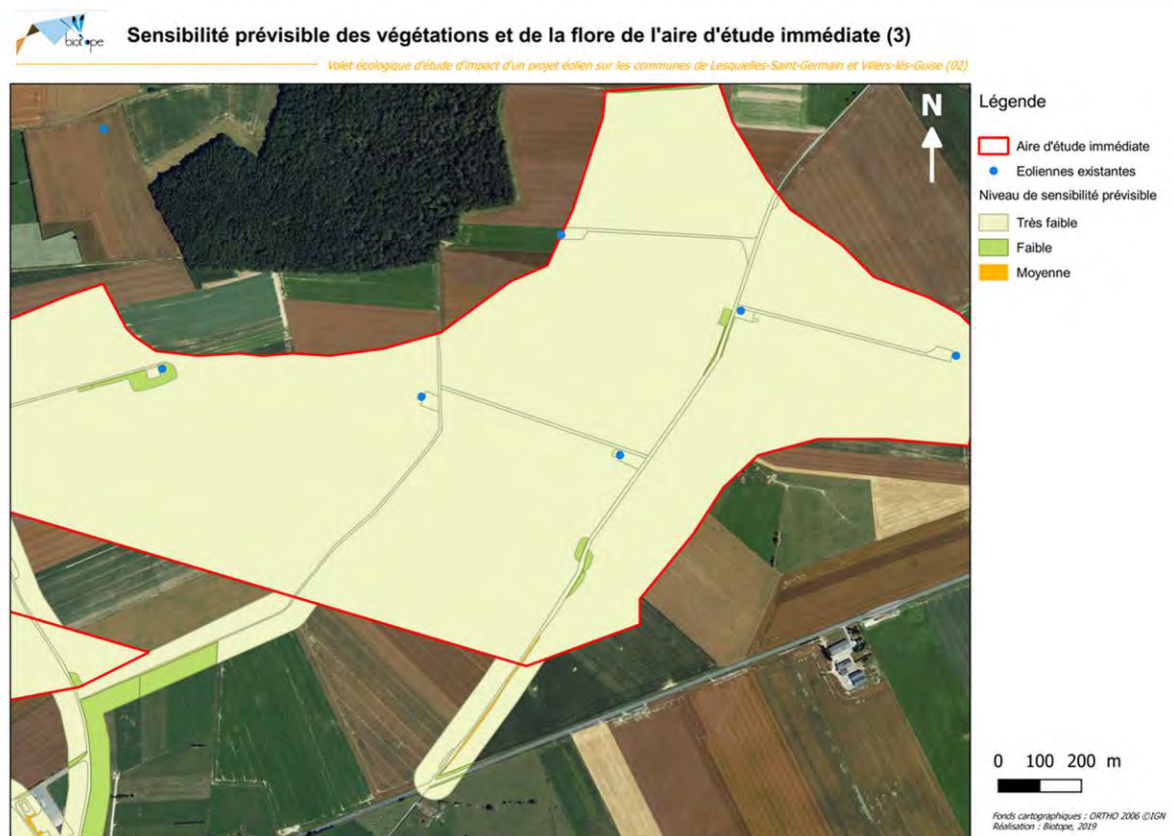 biotope
Sensibilité prévisible des végétations et de la flore de l'aire d'étude immédiate (3)
Volet écologique d'étude d'impact d'un projet éolien sur les communes de Lesquielles-Saint-Germain et Villers-lès-Guise (02)
N
Légende
Aire d'étude immédiate
Eoliennes existantes
Niveau de sensibilité prévisible
Très faible
Faible
Moyenne
0 100 200 m
Fonds cartographiques : ORTHO 2006 ©IGN
Réalisation : Biotope, 2019